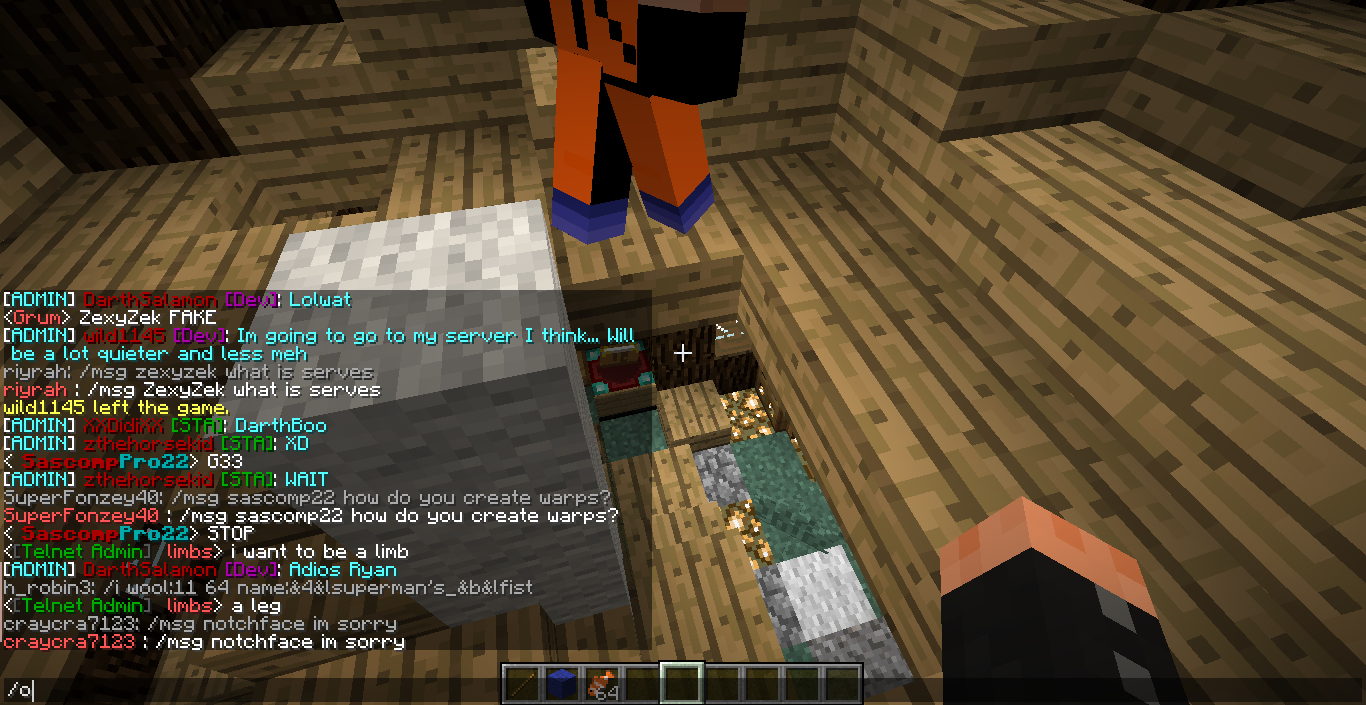 [ADMIN] DarthSalamon [Dev]: Lolwat
<Grum> ZexyZek FAKE
[ADMIN] wild1145 [Dev]: Im going to go to my server I think... Will
be a lot quieter and less meh
riyrah: /msg zexyzek what is serves
riyrah : /msg ZexyZek what is serves
wild1145 left the game.
[ADMIN] XxDidiXx [STA]: DarthBoo
[ADMIN] zthehorsekid [STA]: XD
< SascompPro22> G33
[ADMIN] zthehorsekid [STA]: WAIT
SuperFonzey40: /msg sascomp22 how do you create warps?
SuperFonzey40 : /msg sascomp22 how do you create warps?
< SascompPro22> STOP
<[Telnet Admin] limbs> i want to be a limb
[ADMIN] DarthSalamon [Dev]: Adios Ryan
h_robin3: /i wool:11 64 name:&4&lsuperman's_&b&lfist
<[Telnet Admin] limbs> a leg
craycra7123: /msg notchface im sorry
craycra7123 : /msg notchface im sorry
64
/o